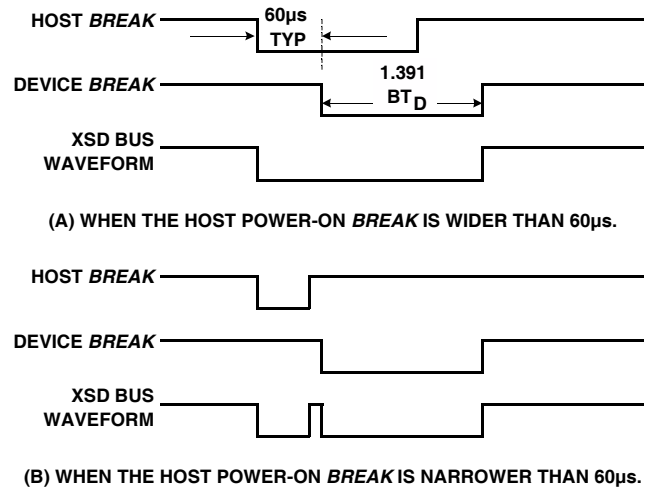 HOST BREAK
60µs
TYP
1.391
BT D
DEVICE BREAK
XSD BUS
WAVEFORM
(A) WHEN THE HOST POWER-ON BREAK IS WIDER THAN 60µs.
HOST BREAK
DEVICE BREAK
XSD BUS
WAVEFORM
(B) WHEN THE HOST POWER-ON BREAK IS NARROWER THAN 60µs.